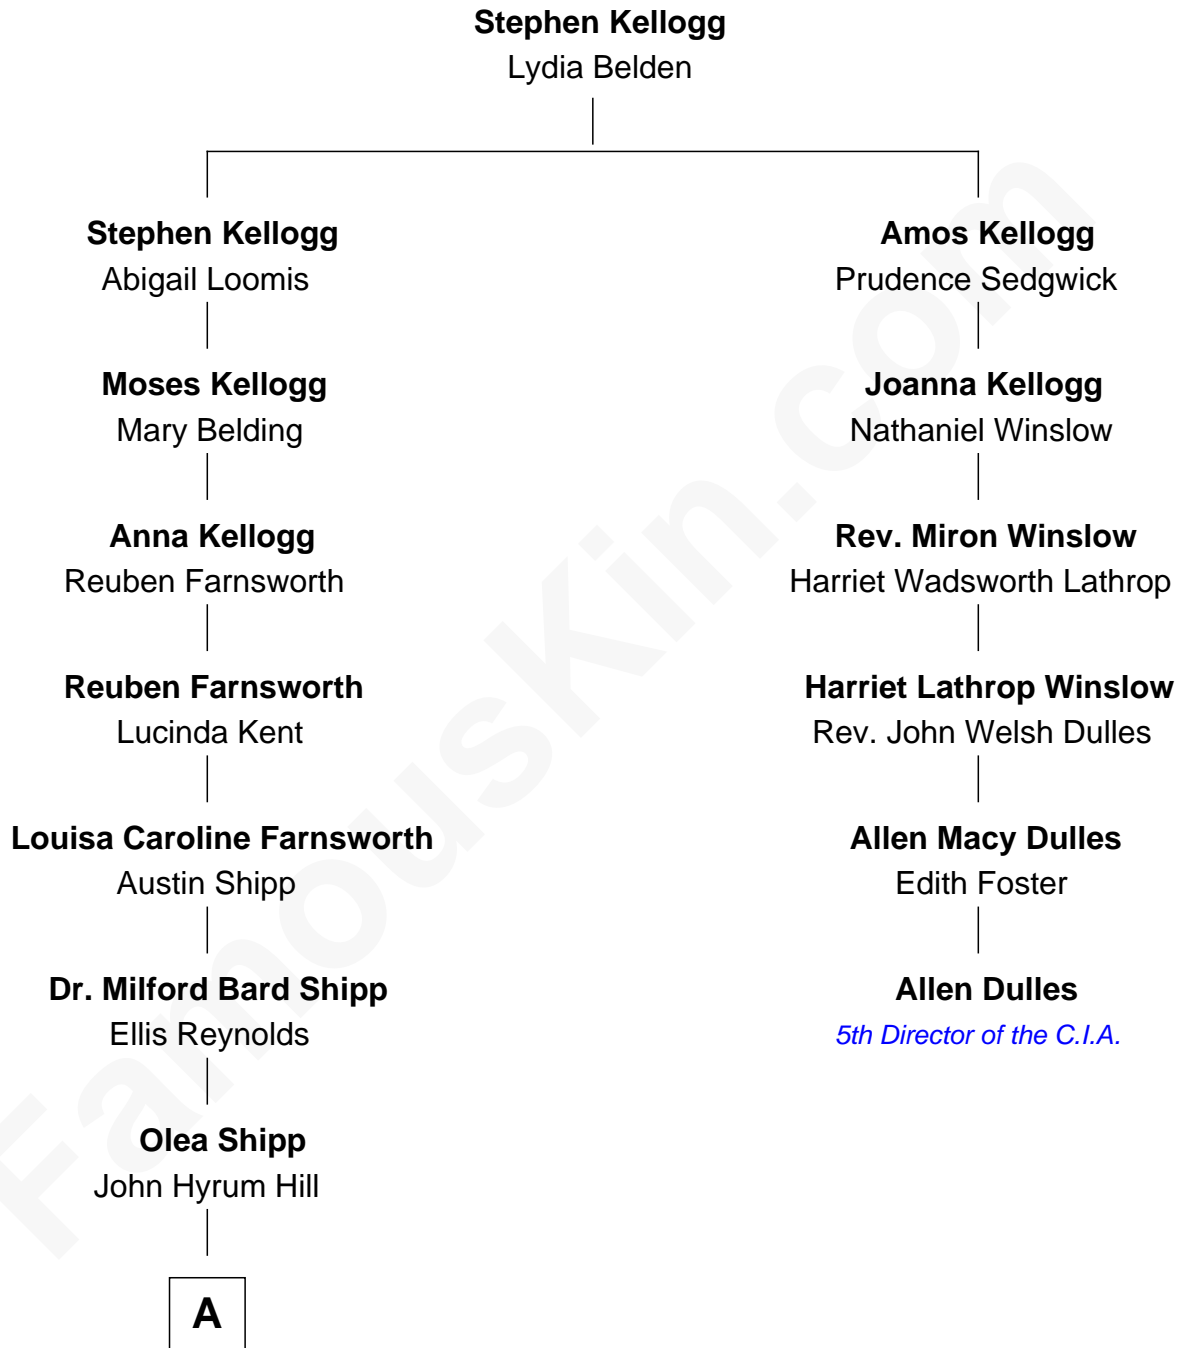 Stephen Kellogg
Lydia Belden
Stephen Kellogg
Abigail Loomis
Moses Kellogg
Mary Belding
Anna Kellogg
Reuben Farnsworth
Reuben Farnsworth
Lucinda Kent
Louisa Caroline Farnsworth
Austin Shipp
Dr. Milford Bard Shipp
Ellis Reynolds
Olea Shipp
John Hyrum Hill
A
Amos Kellogg
Prudence Sedgwick
Joanna Kellogg
Nathaniel Winslow
Rev. Miron Winslow
Harriet Wadsworth Lathrop
Harriet Lathrop Winslow
Rev. John Welsh Dulles
Allen Macy Dulles
Edith Foster
Allen Dulles
5th Director of the C.I.A.
FamousKin.com